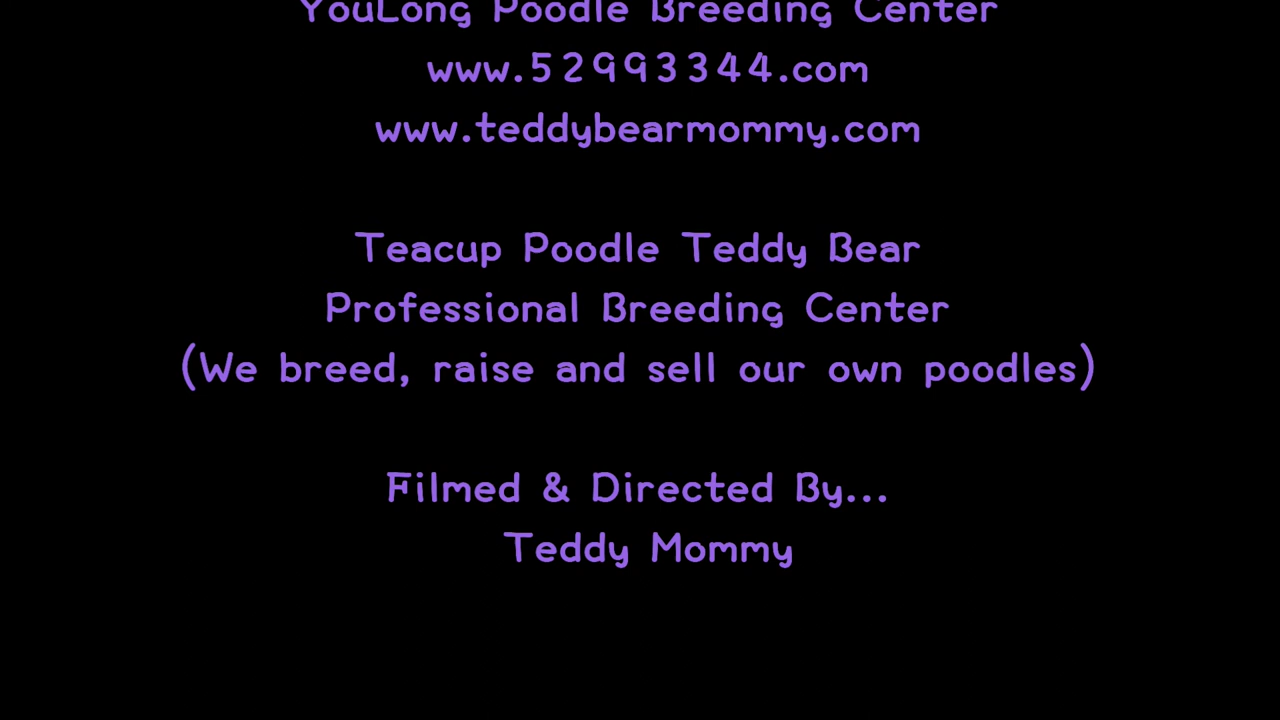 YouLong Poodle Breeding Center
www.52993344.com
www.teddybearmommy.com
Teacup Poodle Teddy Bear
Professional Breeding Center
(We breed, raise and sell our own poodles)
Filmed & Directed By...
Teddy Mommy